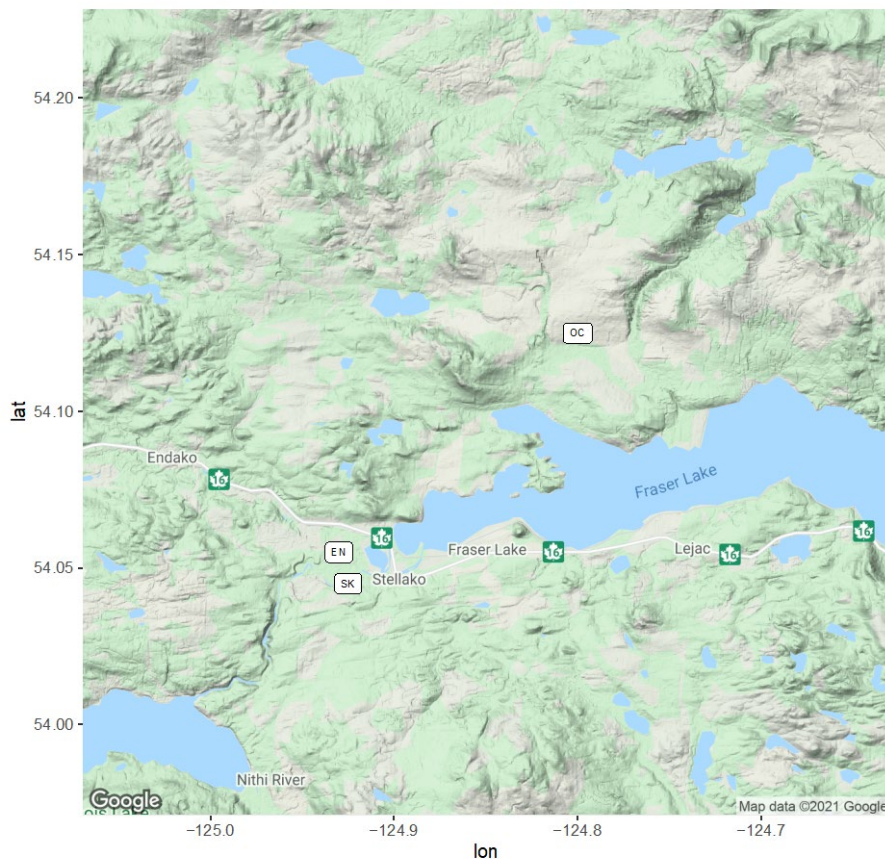 54.20
54.15
OC
54.10
lat
Endako
16
Fraser Lake
16
16
EN
54.05
Fraser Lake
16
Lejac
16
Stellako
SK
54.00
Nithi River
Google
Map data ©2021 Google
−125.0
−124.9
−124.8
−124.7
lon